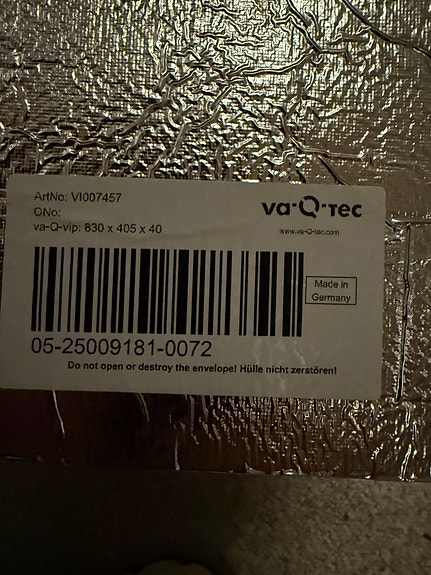 ArtNo: VI007457
ONo:
va-Q-vip: 830 x 405 x 40
va-Q-tec
www.va-Q-tec.com
Made in
Germany
05-25009181-0072
Do not open or destroy the envelope! Hülle nicht zerstören!